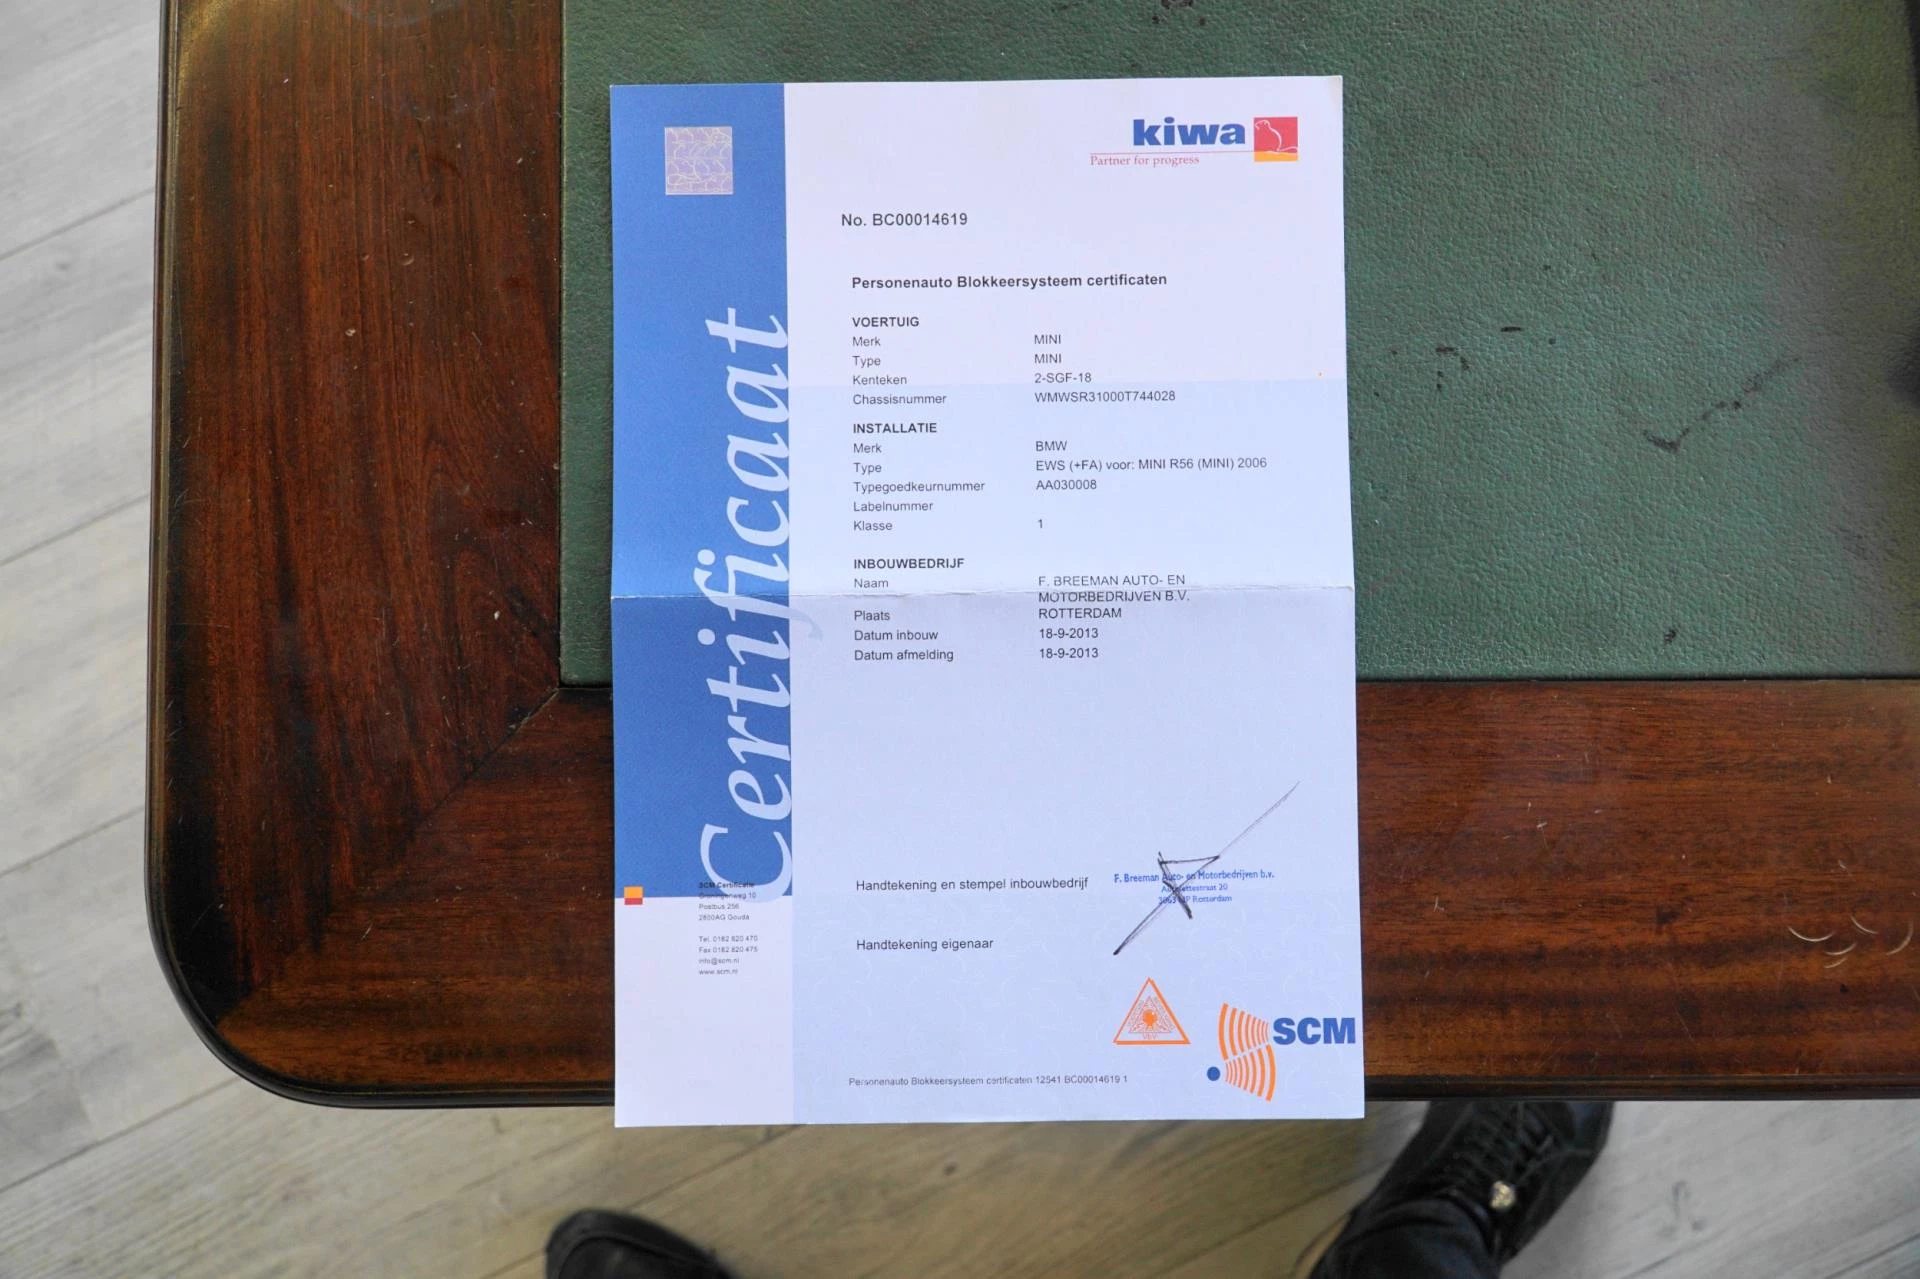 kiwa
Partner for progress
No. BC00014619
Personenauto Blokkeersysteem certificaten
VOERTUIG
Merk MINI
Type MINI
Kenteken 2-SGF-18
Chassisnummer WMWSR31000T744028
INSTALLATIE
Merk BMW
Type EWS (+FA) voor: MINI R56 (MINI) 2006
Typegoedkeurnummer AA030008
Labelnummer
Klasse 1
INBOUWBEDRIJF
Naam F. BREEMAN AUTO- EN
MOTORBEDRIJVEN B.V.
Plaats ROTTERDAM
Datum inbouw 18-9-2013
Datum afmelding 18-9-2013
Certificaat
Handtekening en stempel inbouwbedrijf
F. Breeman Auto- en Motorbedrijven b.v.
20
Rotterdam
Handtekening eigenaar
SCM Certificatie
Groningenweg 10
Postbus 256
2800AG Gouda
Tel. 0182 820 470
Fax 0182 820 475
info@scm.nl
www.scm.nl
VEV
SCM
Personenauto Blokkeersysteem certificaten 12541 BC00014619 1